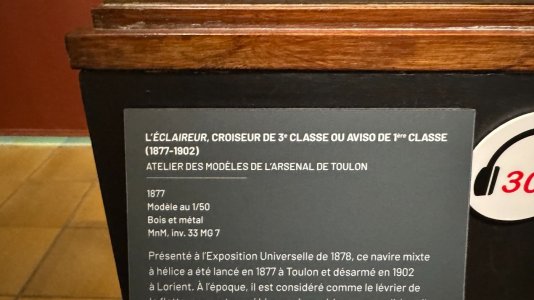 L'ÉCLAIREUR, CROISEUR DE 3e CLASSE OU AVISO DE 1ère CLASSE
(1877-1902)
ATELIER DES MODÈLES DE L'ARSENAL DE TOULON
1877
Modèle au 1/50
Bois et métal
MnM, inv. 33 MG 7
Présenté à l'Exposition Universelle de 1878, ce navire mixte
à hélice a été lancé en 1877 à Toulon et désarmé en 1902
à Lorient. À l'époque, il est considéré comme le lévrier de